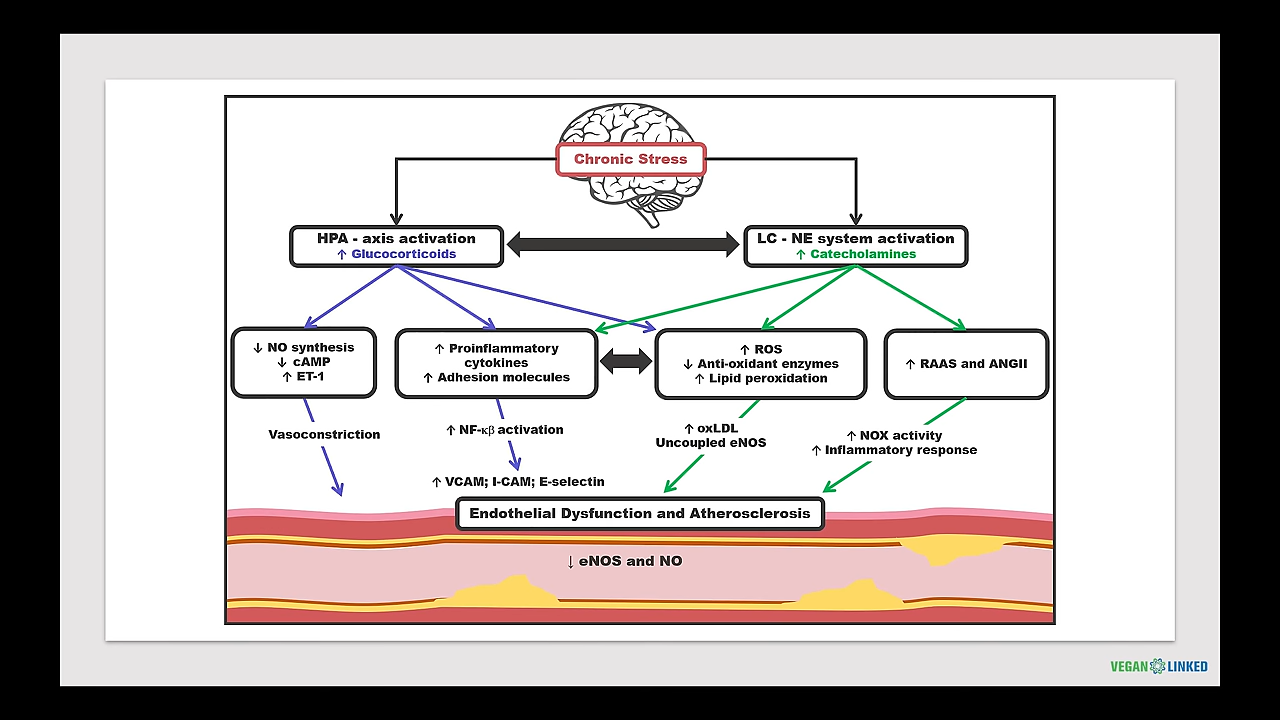 Chronic Stress
HPA - axis activation
↑ Glucocorticoids
LC - NE system activation
↑ Catecholamines
↓ NO synthesis
↓ cAMP
↑ ET-1
↑ Proinflammatory
cytokines
↑ Adhesion molecules
↑ ROS
↓ Anti-oxidant enzymes
↑ Lipid peroxidation
↑ RAAS and ANGII
Vasoconstriction
↑ NF-κβ activation
↑ VCAM; I-CAM; E-selectin
↑ oxLDL
Uncoupled eNOS
↑ NOX activity
↑ Inflammatory response
Endothelial Dysfunction and Atherosclerosis
↓ eNOS and NO
VEGAN LINKED